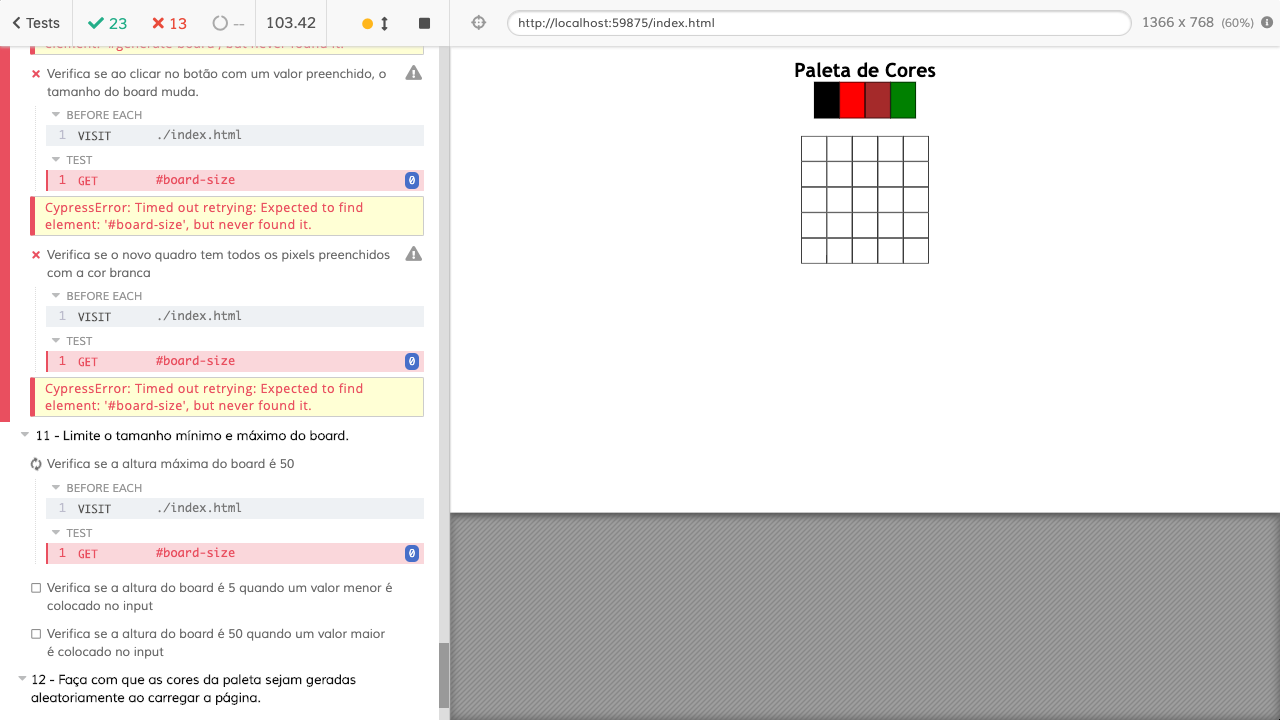 Tests
23
13
--
103.42
http://localhost:59875/index.html
1366 x 768 (60%)
element: '#generate-board', but never found it.
Verifica se ao clicar no botão com um valor preenchido, o
tamanho do board muda.
BEFORE EACH
1 VISIT ./index.html
TEST
1 GET #board-size 0
CypressError: Timed out retrying: Expected to find
element: '#board-size', but never found it.
Verifica se o novo quadro tem todos os pixels preenchidos
com a cor branca
BEFORE EACH
1 VISIT ./index.html
TEST
1 GET #board-size 0
CypressError: Timed out retrying: Expected to find
element: '#board-size', but never found it.
11 - Limite o tamanho mínimo e máximo do board.
Verifica se a altura máxima do board é 50
BEFORE EACH
1 VISIT ./index.html
TEST
1 GET #board-size 0
Verifica se a altura do board é 5 quando um valor menor é
colocado no input
Verifica se a altura do board é 50 quando um valor maior
é colocado no input
12 - Faça com que as cores da paleta sejam geradas
aleatoriamente ao carregar a página.
Paleta de Cores